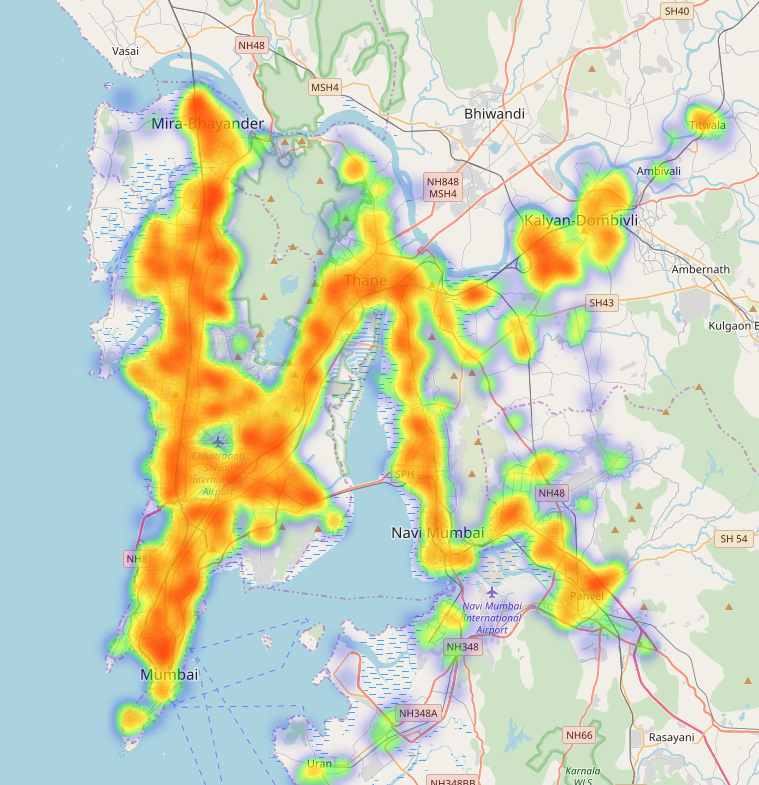 SH40
Vasai
NH48
MSH4
Bhiwandi
Mira-Bhayander
Titwala
Ambivali
NH848
MSH4
Kalyan-Dombivli
Ambernath
Thane
SH43
Kulgaon B
Chhatrapati
Shivaji
International
Airport
SPH
NH48
Navi Mumbai
SH 54
NH8
Panvel
Navi Mumbai
International
Airport
NH348
Mumbai
NH348A
NH66
Rasayani
Uran
Karnala
WLS
NH348BB